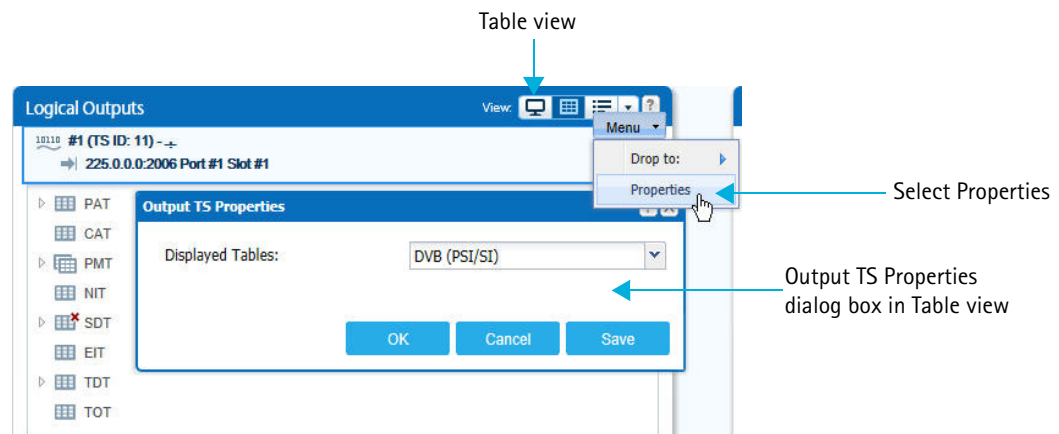 Table view
Logical Outputs
View:
?
Menu
10110 #1 (TS ID: 11) -
225.0.0.0:2006 Port #1 Slot #1
Drop to:
Properties
Select Properties
PAT
Output TS Properties
CAT
Displayed Tables:
DVB (PSI/SI)
PMT
NIT
Output TS Properties
dialog box in Table view
SDT
OK
Cancel
Save
EIT
TDT
TOT